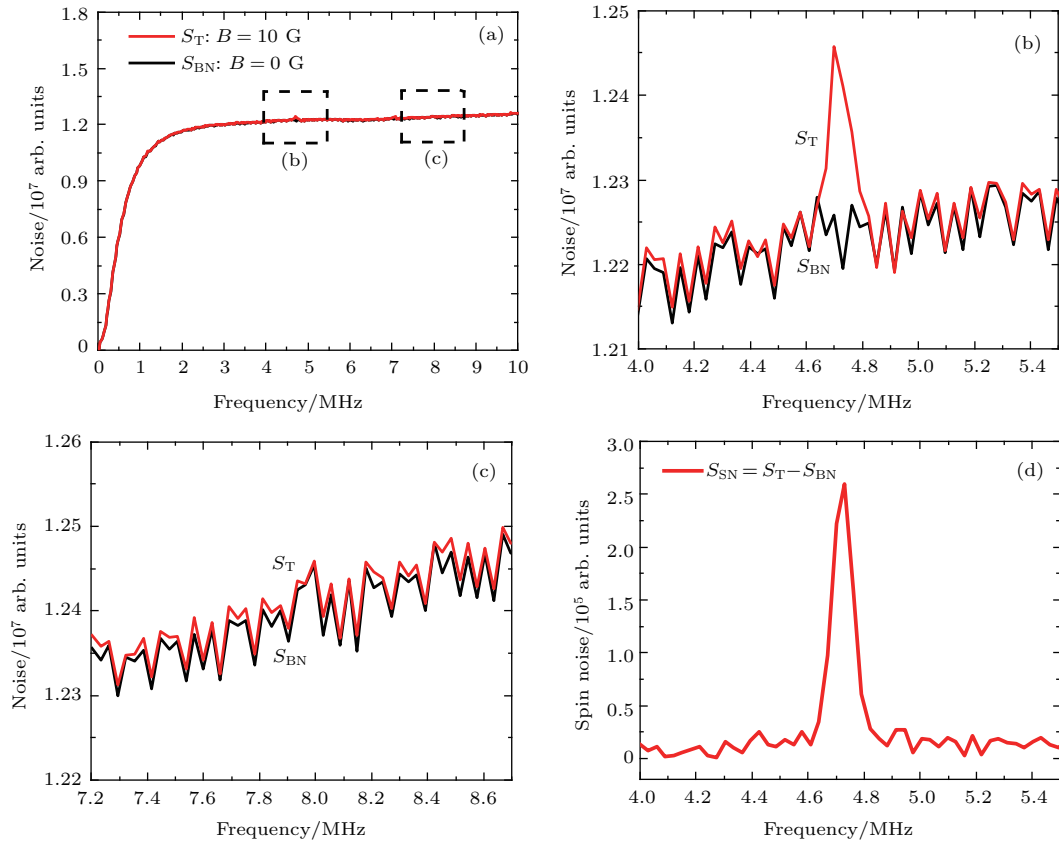 (a)
S_T: B = 10 G
S_BN: B = 0 G
Noise/10^7 arb. units
1.8
1.5
1.2
0.9
0.6
0.3
0
(b)
(c)
0 1 2 3 4 5 6 7 8 9 10
Frequency/MHz
(b)
Noise/10^7 arb. units
1.25
1.24
1.23
1.22
1.21
S_T
S_BN
4.0 4.2 4.4 4.6 4.8 5.0 5.2 5.4
Frequency/MHz
(c)
Noise/10^7 arb. units
1.26
1.25
1.24
1.23
1.22
S_T
S_BN
7.2 7.4 7.6 7.8 8.0 8.2 8.4 8.6
Frequency/MHz
(d)
S_SN = S_T−S_BN
Spin noise/10^5 arb. units
3.0
2.5
2.0
1.5
1.0
0.5
0
4.0 4.2 4.4 4.6 4.8 5.0 5.2 5.4
Frequency/MHz